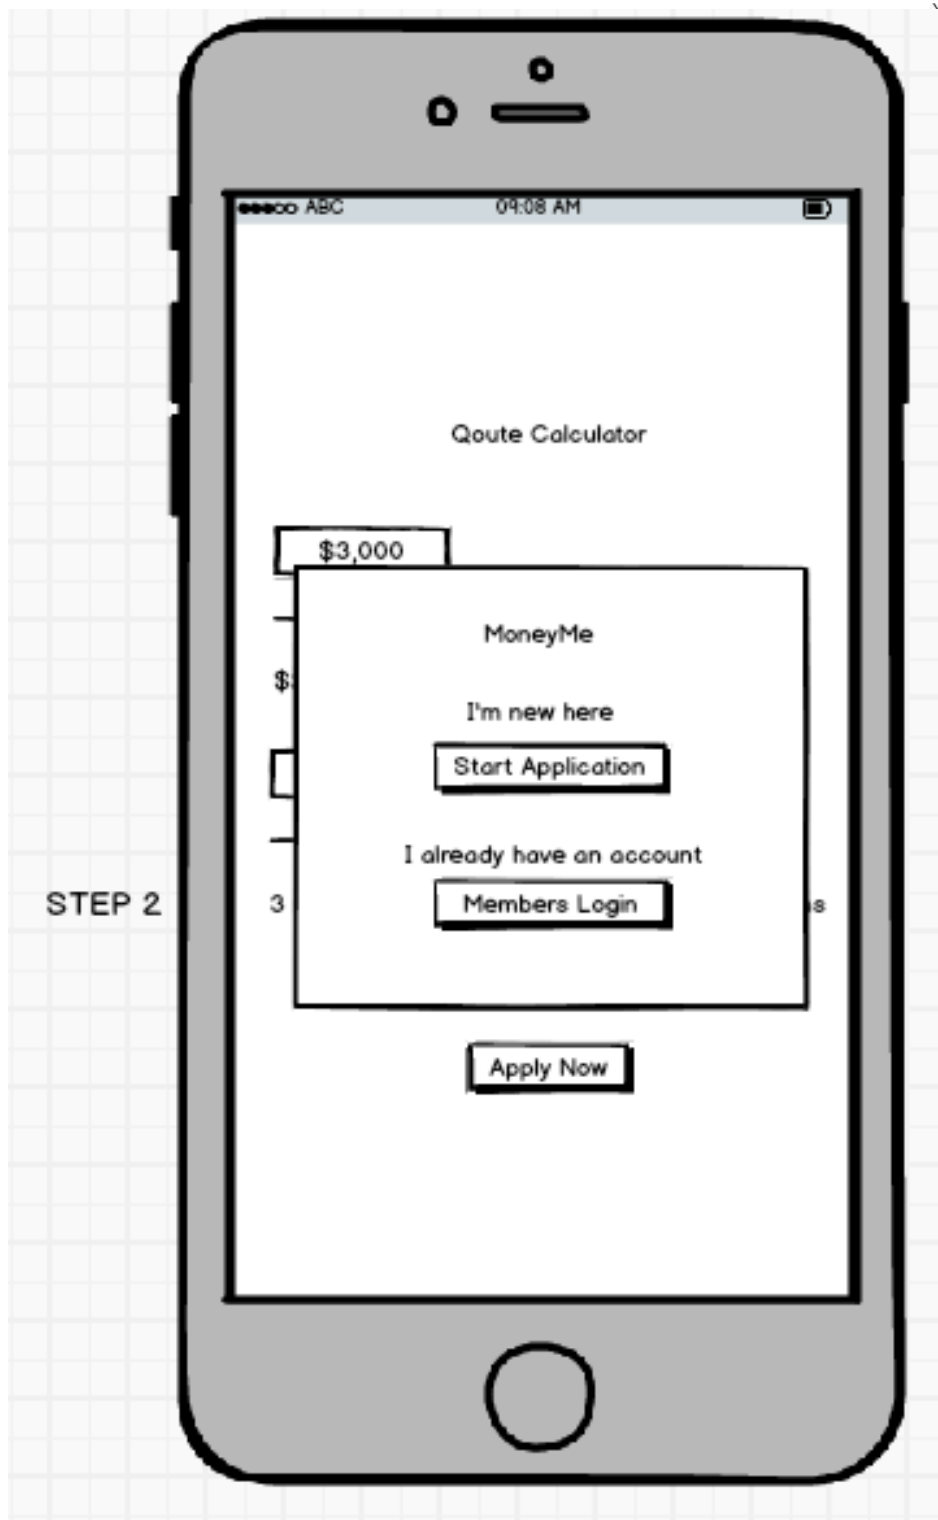 ABC 09:08 AM
Qoute Calculator
$3,000
MoneyMe
$
I'm new here
Start Application
I already have an account
STEP 2
3
Members Login
s
Apply Now